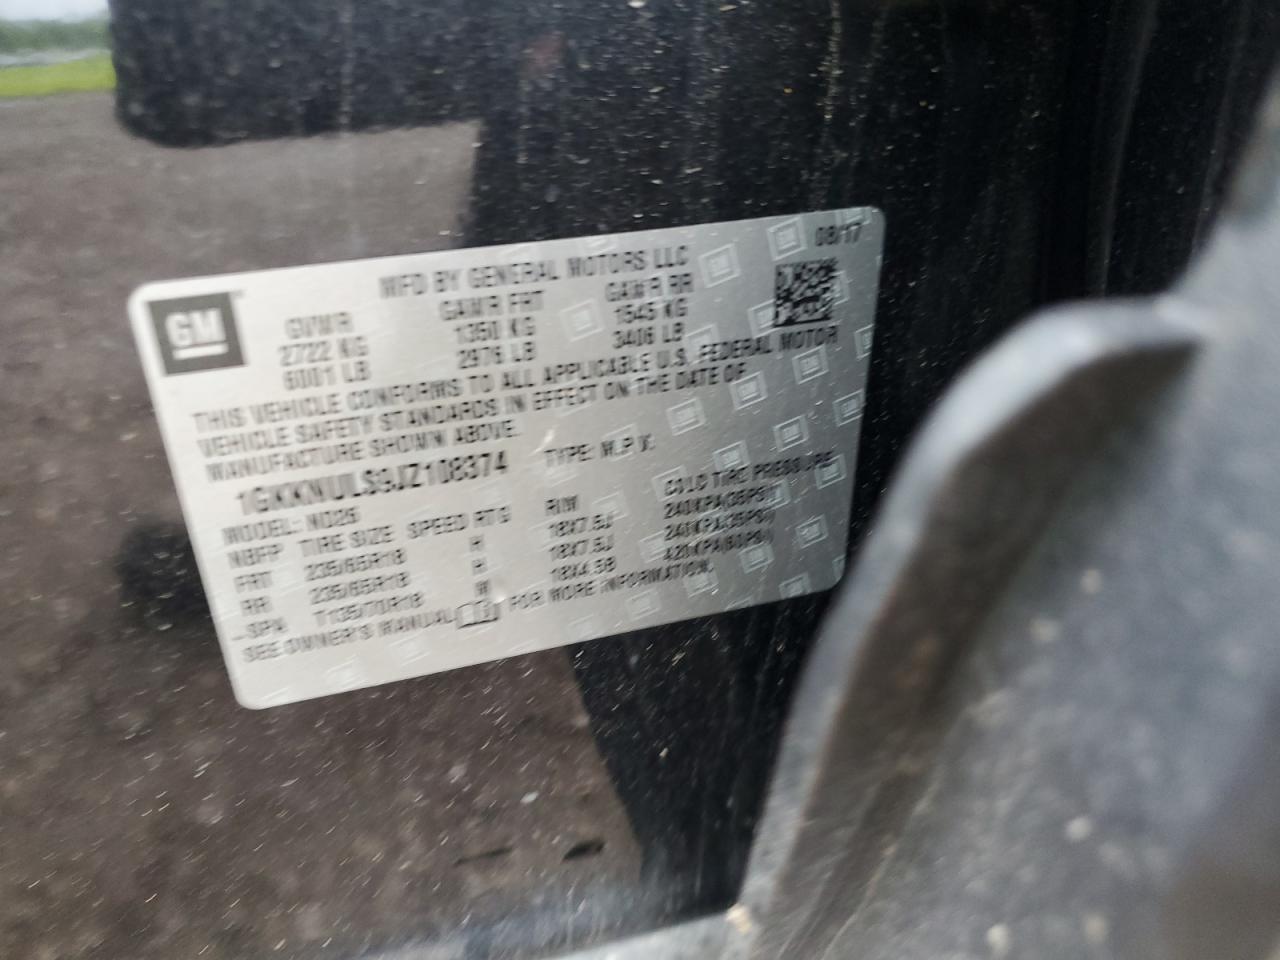 GM
08/17
MFD BY GENERAL MOTORS LLC
GVWR GAWR FRT GAWR RR
2722 KG 1350 KG 1545 KG
6001 LB 2976 LB 3406 LB
THIS VEHICLE CONFORMS TO ALL APPLICABLE U.S. FEDERAL MOTOR
VEHICLE SAFETY STANDARDS IN EFFECT ON THE DATE OF
MANUFACTURE SHOWN ABOVE.
1GKKNULS9JZ108374 TYPE: M.P.V.
MODEL: NO26
NBFP TIRE SIZE SPEED RTG RIM COLD TIRE PRESSURE
FRT 235/65R18 H 18X7.5J 240KPA(35PSI)
RR 235/65R18 H 18X7.5J 240KPA(35PSI)
-SPA T135/70R18 M 18X4.5B 420KPA(60PSI)
SEE OWNER'S MANUAL FOR MORE INFORMATION.